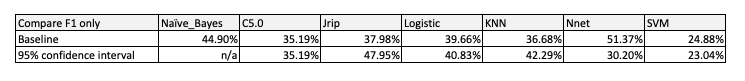 Compare F1 only Naïve_Bayes C5.0 Jrip Logistic KNN Nnet SVM
Baseline 44.90% 35.19% 37.98% 39.66% 36.68% 51.37% 24.88%
95% confidence interval n/a 35.19% 47.95% 40.83% 42.29% 30.20% 23.04%